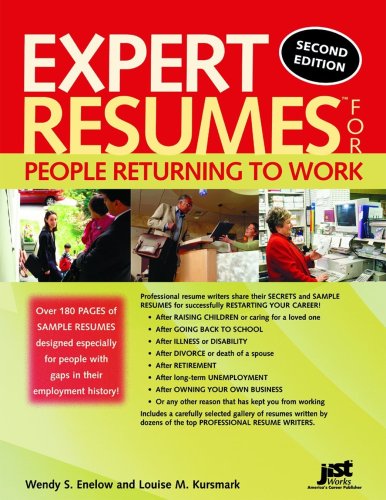 SECOND
EDITION
EXPERT
RESUMES™
FOR
PEOPLE RETURNING TO WORK
Over 180 PAGES of
SAMPLE RESUMES
designed especially
for people with
gaps in their
employment history!
Professional resume writers share their SECRETS and SAMPLE
RESUMES for successfully RESTARTING YOUR CAREER!
• After RAISING CHILDREN or caring for a loved one
• After GOING BACK TO SCHOOL
• After ILLNESS or DISABILITY
• After DIVORCE or death of a spouse
• After RETIREMENT
• After long-term UNEMPLOYMENT
• After OWNING YOUR OWN BUSINESS
• Or any other reason that has kept you from working
Includes a carefully selected gallery of resumes written by
dozens of the top PROFESSIONAL RESUME WRITERS.
Wendy S. Enelow and Louise M. Kursmark
jist
Works
America's Career Publisher